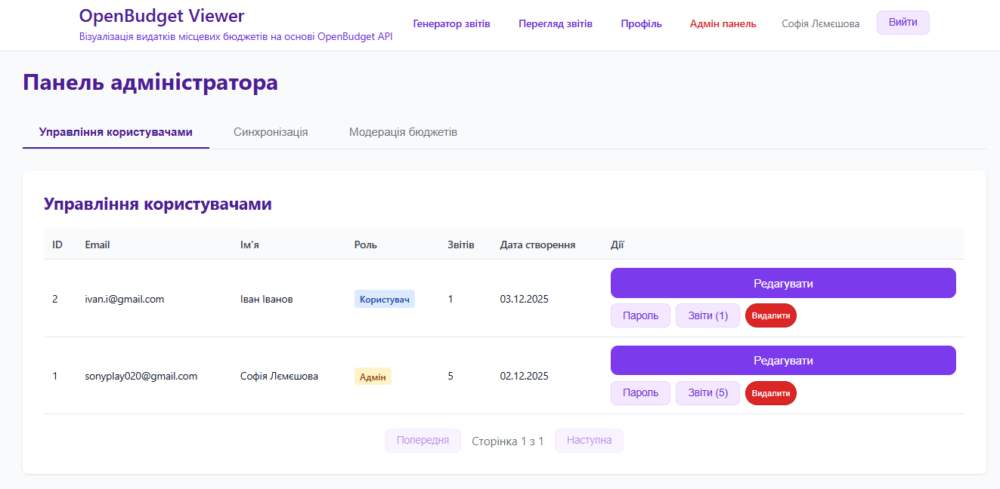 OpenBudget Viewer
Візуалізація видатків місцевих бюджетів на основі OpenBudget API
Генератор звітів Перегляд звітів Профіль Адмін панель Софія Лємєшова Вийти
Панель адміністратора
Управління користувачами Синхронізація Модерація бюджетів
Управління користувачами
ID Email Ім'я Роль Звітів Дата створення Дії
2 ivan.i@gmail.com Іван Іванов Користувач 1 03.12.2025 Редагувати
Пароль Звіти (1) Видалити
1 sonyplay020@gmail.com Софія Лємєшова Адмін 5 02.12.2025 Редагувати
Пароль Звіти (5) Видалити
Попередня Сторінка 1 з 1 Наступна